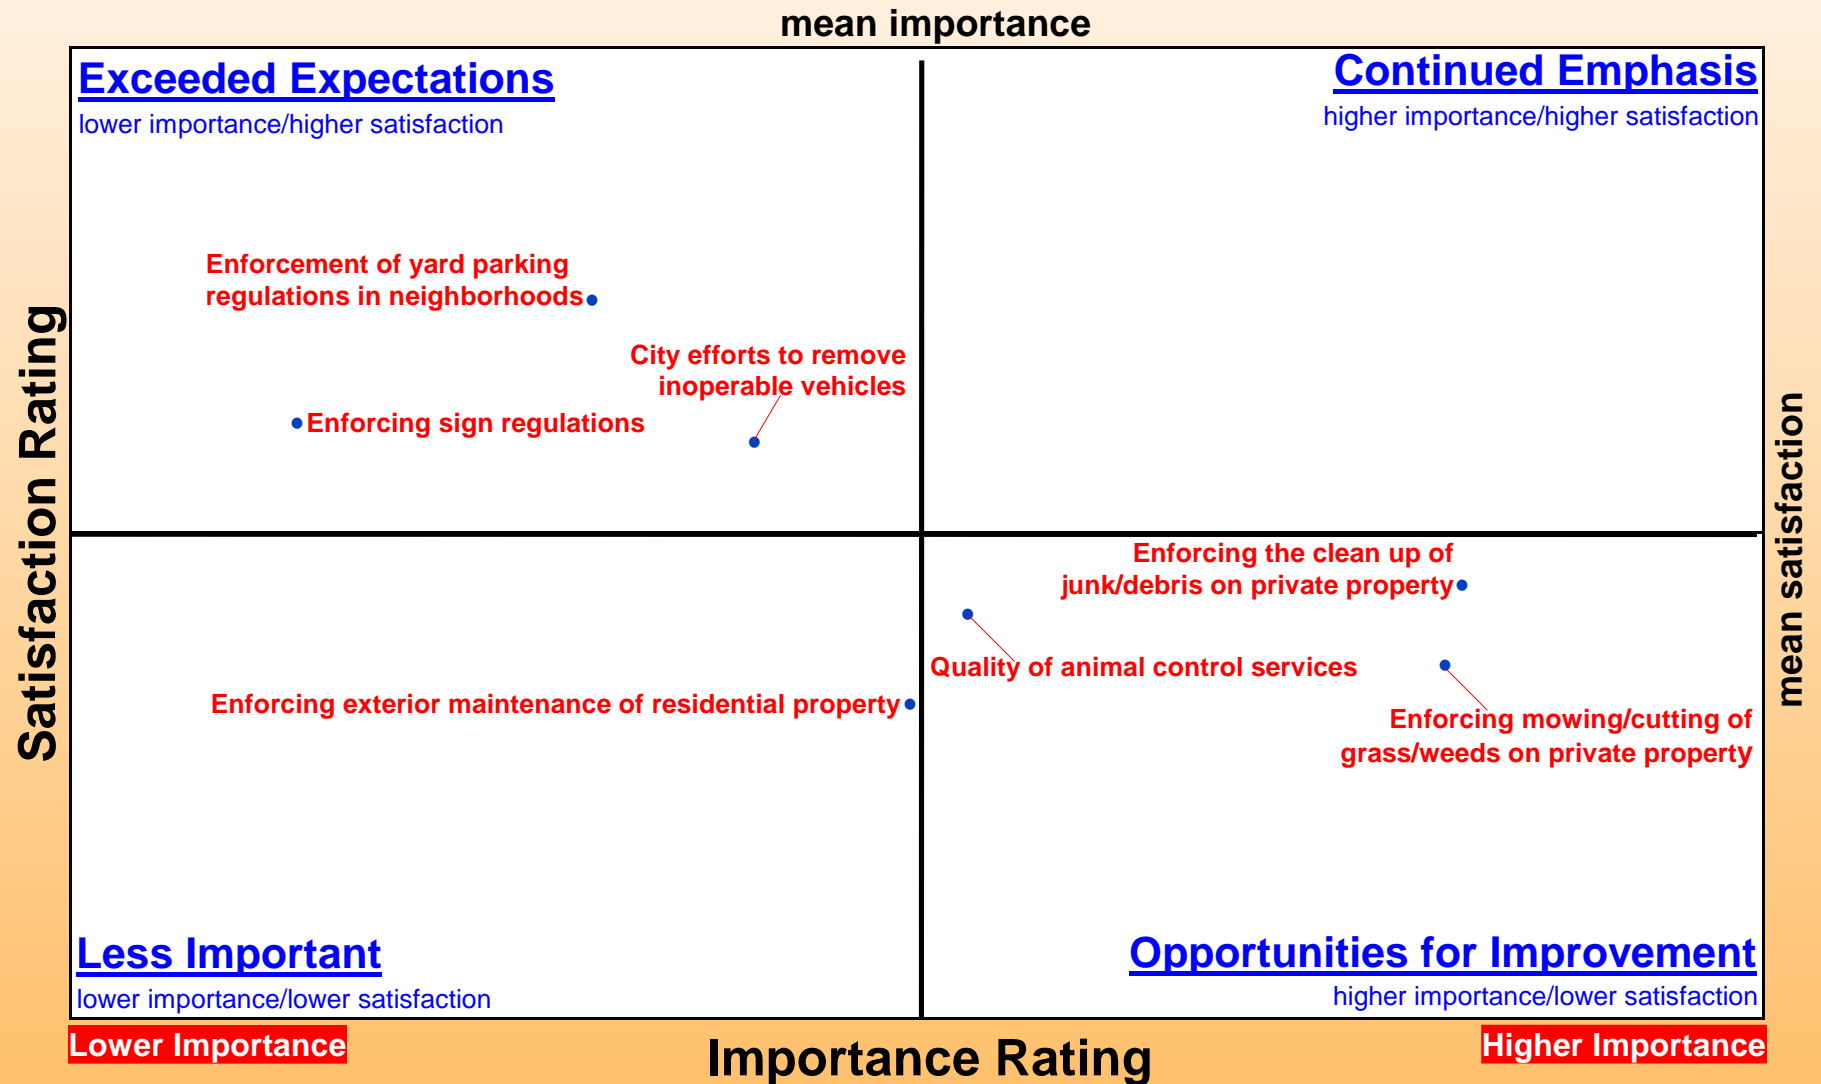 mean importance
Exceeded Expectations
lower importance/higher satisfaction
Continued Emphasis
higher importance/higher satisfaction
Enforcement of yard parking
regulations in neighborhoods
City efforts to remove
inoperable vehicles
Enforcing sign regulations
Satisfaction Rating
mean satisfaction
Enforcing the clean up of
junk/debris on private property
Quality of animal control services
Enforcing exterior maintenance of residential property
Enforcing mowing/cutting of
grass/weeds on private property
Less Important
lower importance/lower satisfaction
Opportunities for Improvement
higher importance/lower satisfaction
Lower Importance
Importance Rating
Higher Importance